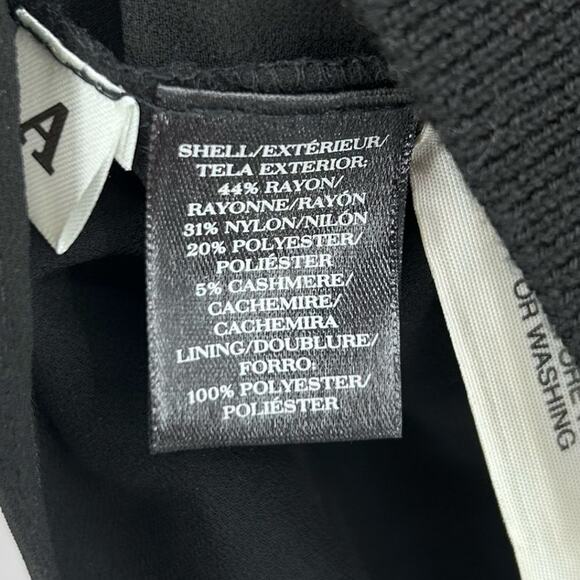 A
SHELL/EXTÉRIEUR/
TELA EXTERIOR:
44% RAYON/
RAYONNE/RAYÓN
31% NYLON/NILÓN
20% POLYESTER/
POLIÉSTER
5% CASHMERE/
CACHEMIRE/
CACHEMIRA
LINING/DOUBLURE/
FORRO:
100% POLYESTER/
POLIÉSTER
OR WASHING